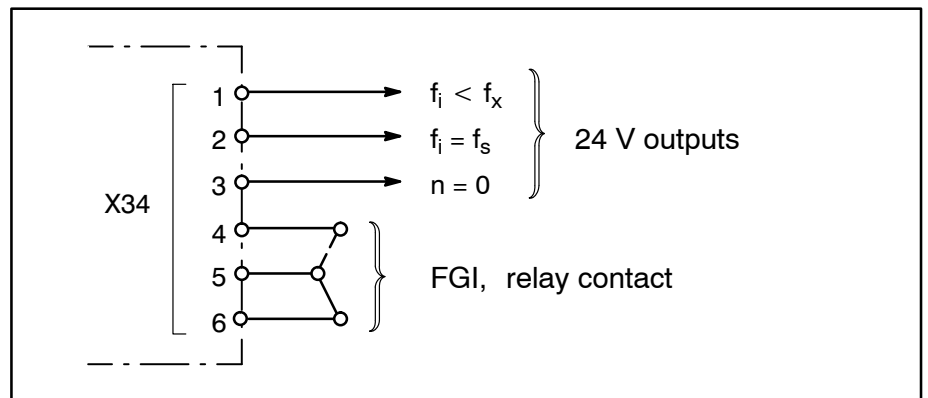 1 f_i < f_x
2 f_i = f_s 24 V outputs
3 n = 0
X34
4
5 FGI, relay contact
6